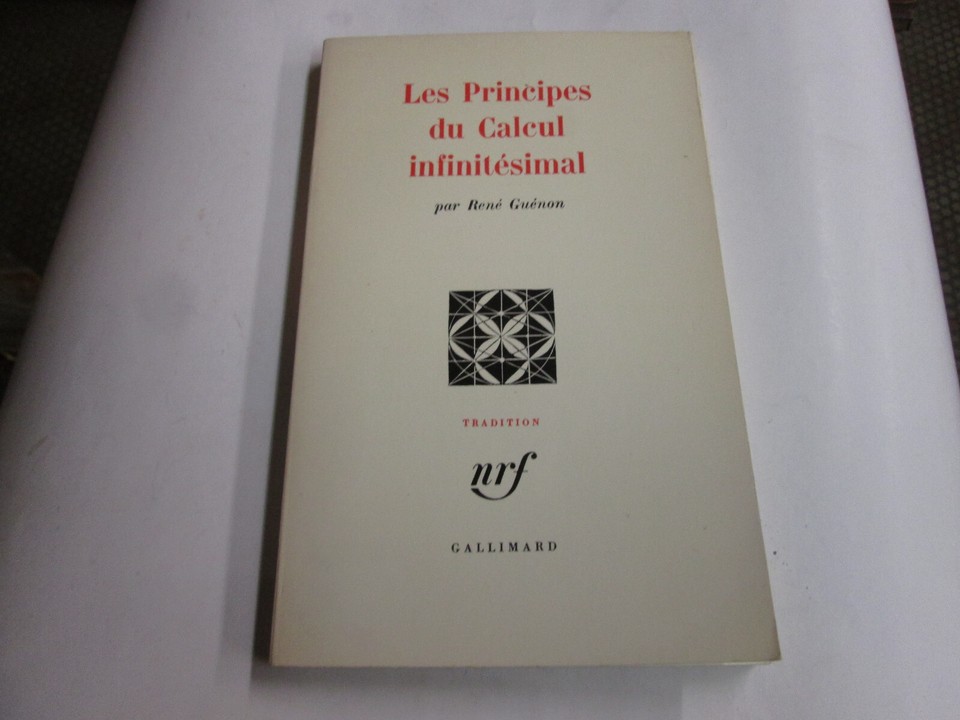 Les Principes
du Calcul
infinitésimal
par René Guénon
TRADITION
nrf
GALLIMARD